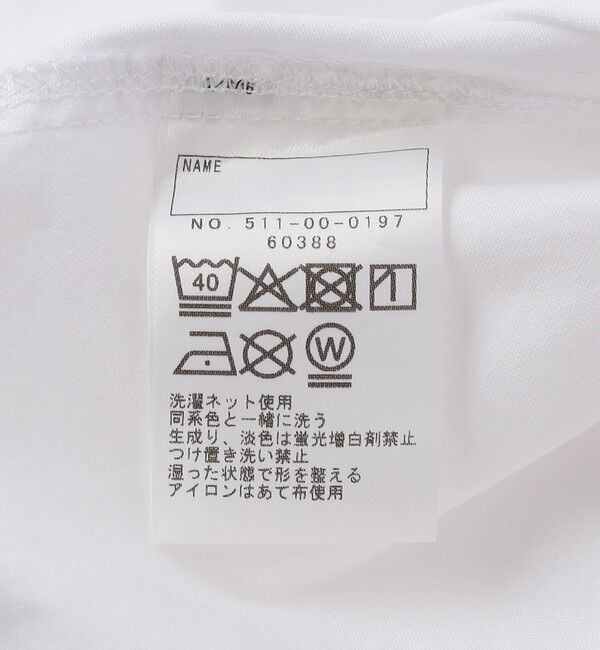 NAME
NO. 511-00-0197
60388
40
W
洗濯ネット使用
同系色と一緒に洗う
生成り、淡色は蛍光増白剤禁止
つけ置き洗い禁止
湿った状態で形を整える
アイロンはあて布使用